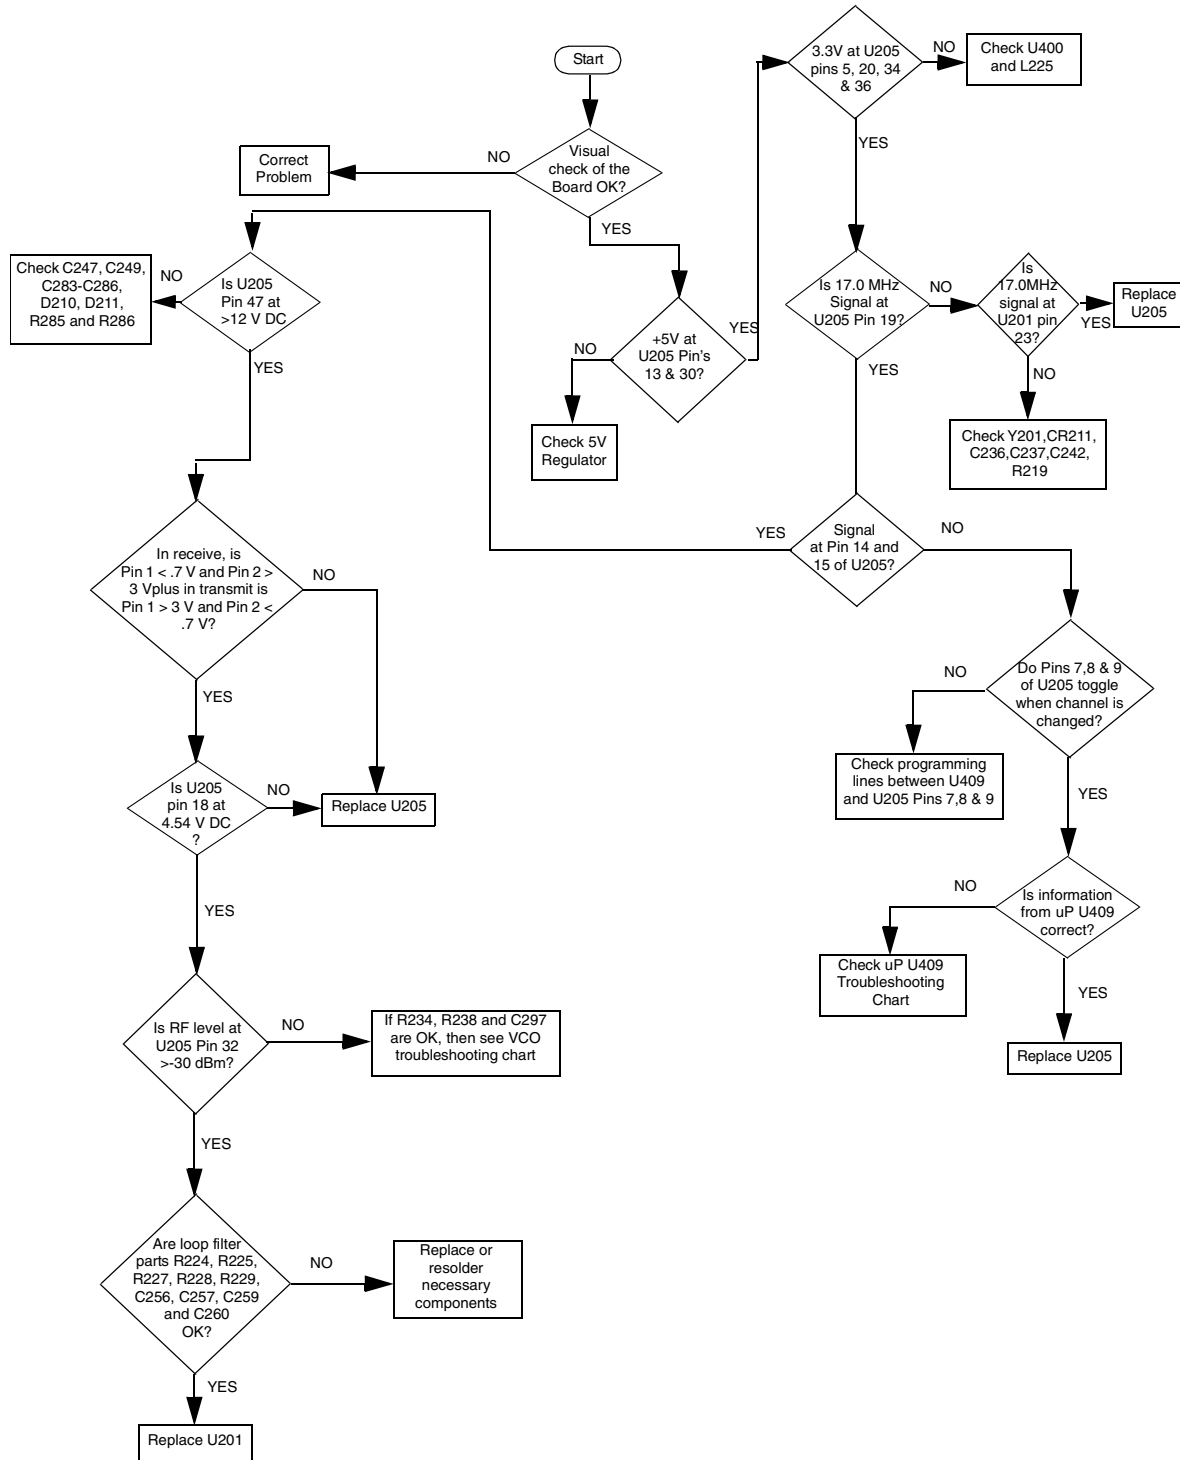 Start
Visual
check of the
Board OK?
NO
Correct
Problem
YES
+5V at
U205 Pin's
13 & 30?
NO
Check 5V
Regulator
YES
3.3V at U205
pins 5, 20, 34
& 36
NO
Check U400
and L225
YES
Is 17.0 MHz
Signal at
U205 Pin 19?
NO
Is
17.0MHz
signal at
U201 pin
23?
YES
Replace
U205
NO
Check Y201,CR211,
C236,C237,C242,
R219
YES
Signal
at Pin 14 and
15 of U205?
NO
Do Pins 7,8 & 9
of U205 toggle
when channel is
changed?
NO
Check programming
lines between U409
and U205 Pins 7,8 & 9
YES
Is information
from uP U409
correct?
NO
Check uP U409
Troubleshooting
Chart
YES
Replace U205
YES
Is U205
Pin 47 at
>12 V DC
NO
Check C247, C249,
C283-C286,
D210, D211,
R285 and R286
YES
In receive, is
Pin 1 < .7 V and Pin 2 >
3 Vplus in transmit is
Pin 1 > 3 V and Pin 2 <
.7 V?
NO
YES
Is U205
pin 18 at
4.54 V DC
?
NO
Replace U205
YES
Is RF level at
U205 Pin 32
>-30 dBm?
NO
If R234, R238 and C297
are OK, then see VCO
troubleshooting chart
YES
Are loop filter
parts R224, R225,
R227, R228, R229,
C256, C257, C259
and C260
OK?
NO
Replace or
resolder
necessary
components
YES
Replace U201